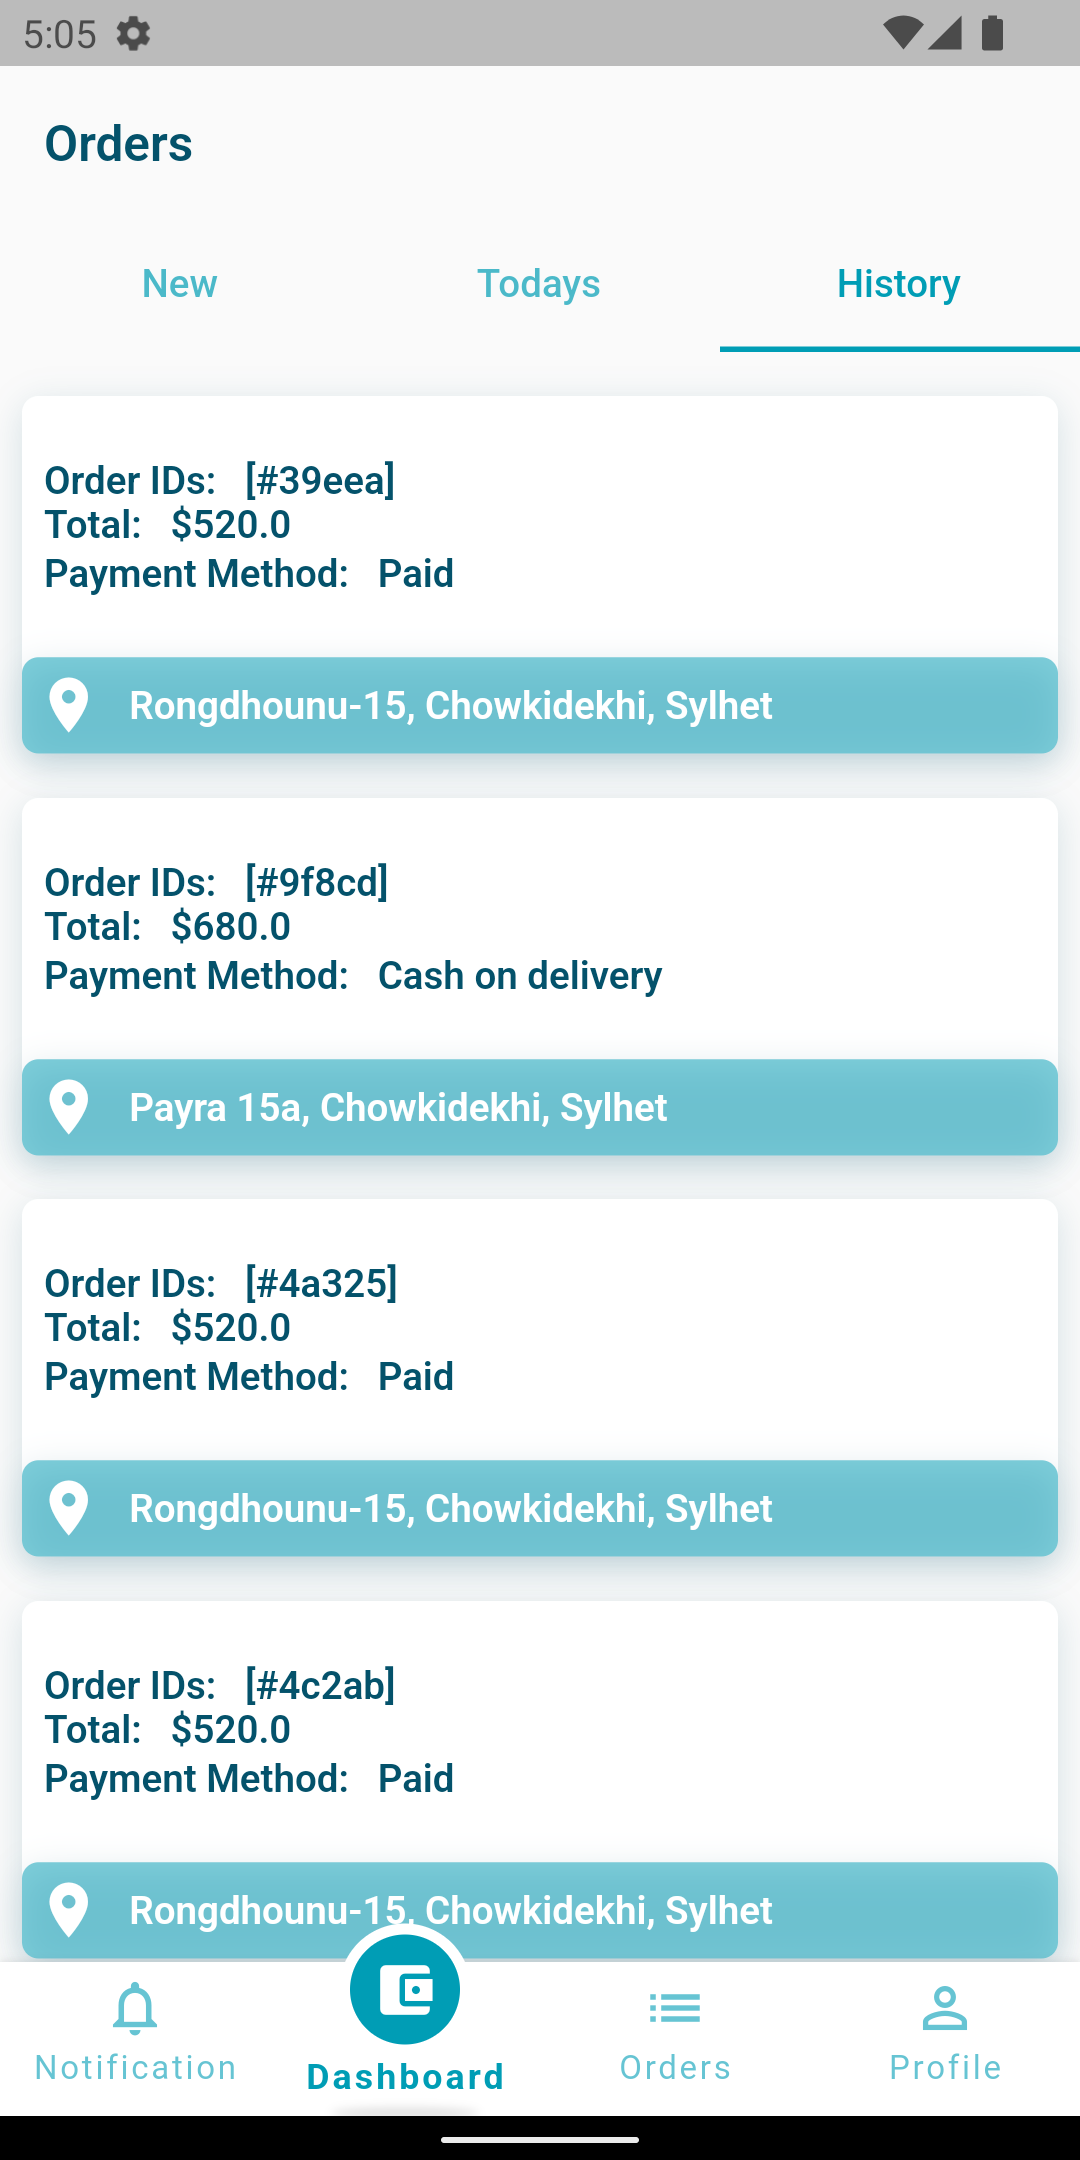 5:05
Orders
New Todays History
Order IDs: [#39eea]
Total: $520.0
Payment Method: Paid
Rongdhounu-15, Chowkidekhi, Sylhet
Order IDs: [#9f8cd]
Total: $680.0
Payment Method: Cash on delivery
Payra 15a, Chowkidekhi, Sylhet
Order IDs: [#4a325]
Total: $520.0
Payment Method: Paid
Rongdhounu-15, Chowkidekhi, Sylhet
Order IDs: [#4c2ab]
Total: $520.0
Payment Method: Paid
Rongdhounu-15, Chowkidekhi, Sylhet
Notification Dashboard Orders Profile